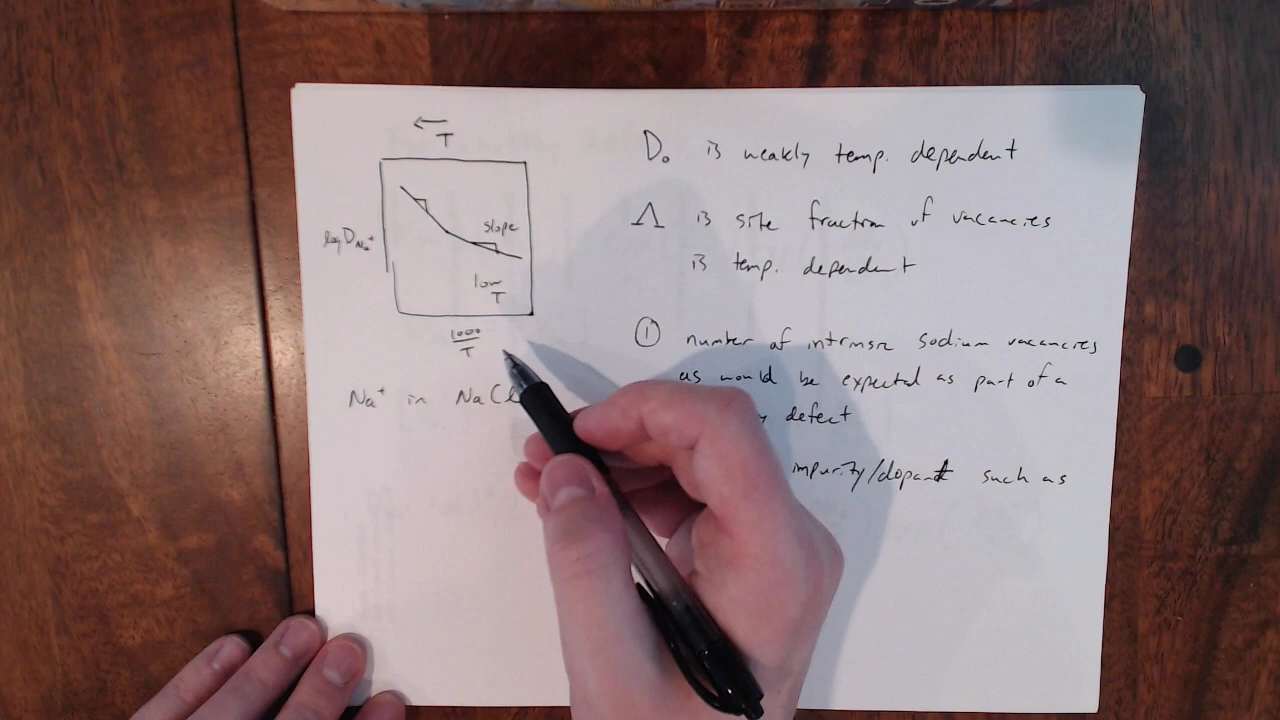 ← T
log D Na+
slope
low T
1000/T
Na+ in NaCl
D₀ is weakly temp. dependent
Λ is site fraction of vacancies
is temp. dependent
① number of intrinsic sodium vacancies
as would be expected as part of a
defect
impurity/dopant such as